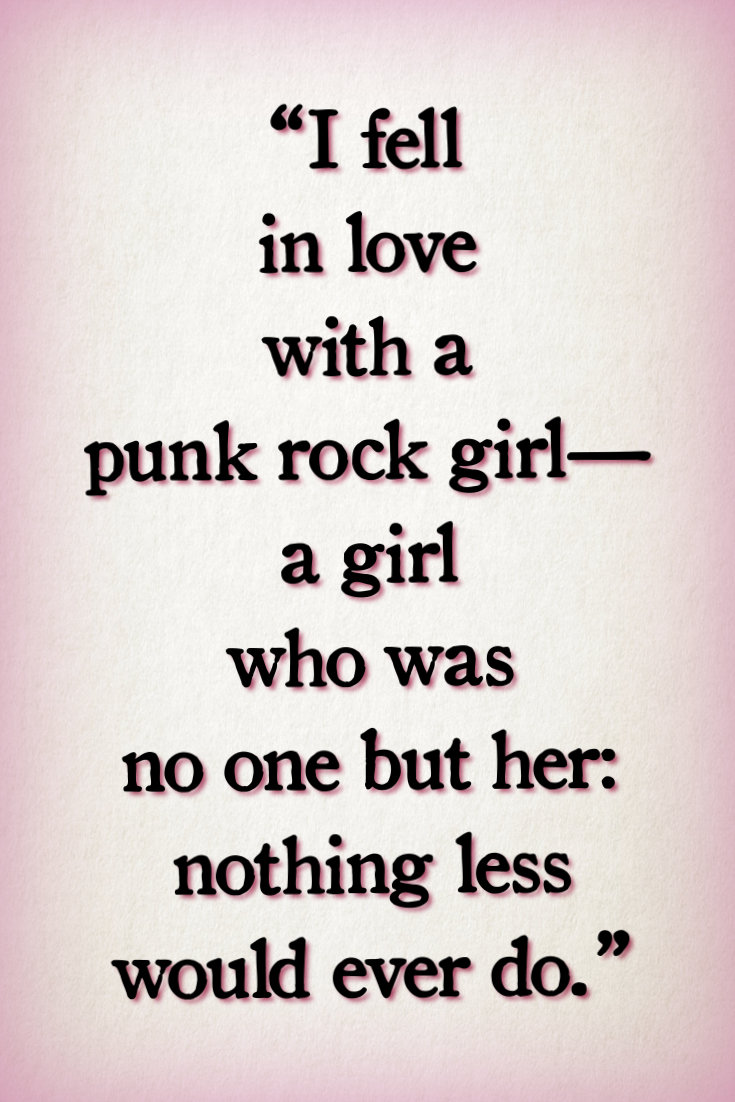 “I fell
in love
with a
punk rock girl—
a girl
who was
no one but her:
nothing less
would ever do.”